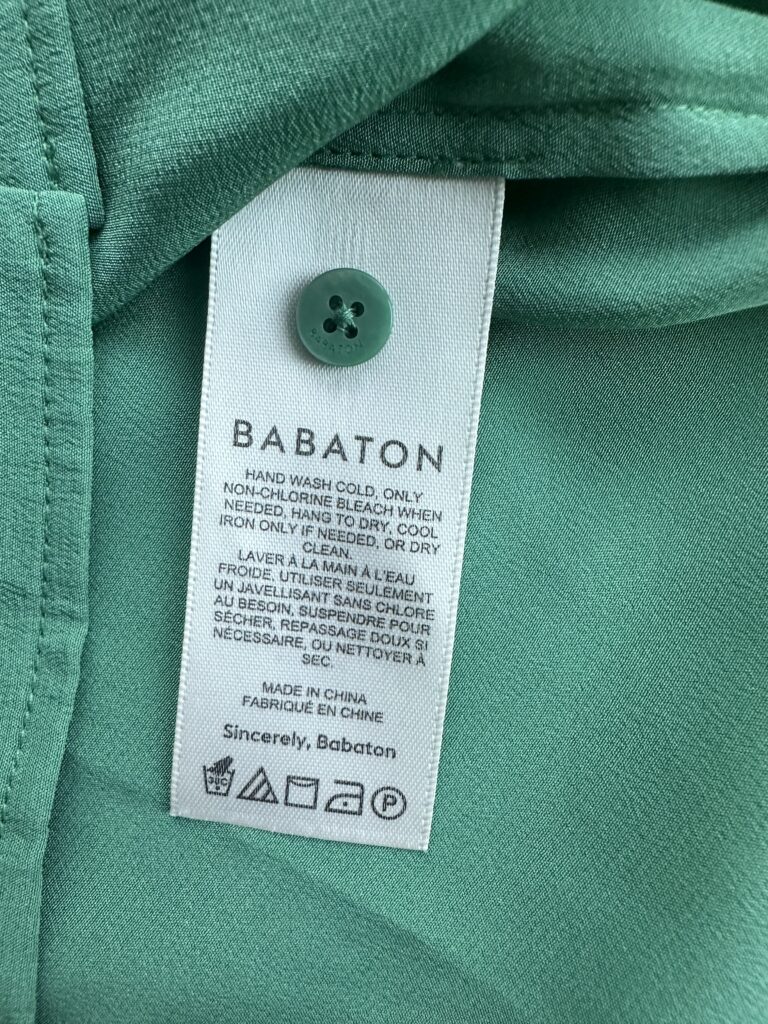 BABATON
BABATON
HAND WASH COLD, ONLY
NON-CHLORINE BLEACH WHEN
NEEDED, HANG TO DRY, COOL
IRON ONLY IF NEEDED, OR DRY
CLEAN.
LAVER À LA MAIN À L'EAU
FROIDE, UTILISER SEULEMENT
UN JAVELLISANT SANS CHLORE
AU BESOIN, SUSPENDRE POUR
SÉCHER, REPASSAGE DOUX SI
NÉCESSAIRE, OU NETTOYER À
SEC.
MADE IN CHINA
FABRIQUÉ EN CHINE
Sincerely, Babaton
30C P